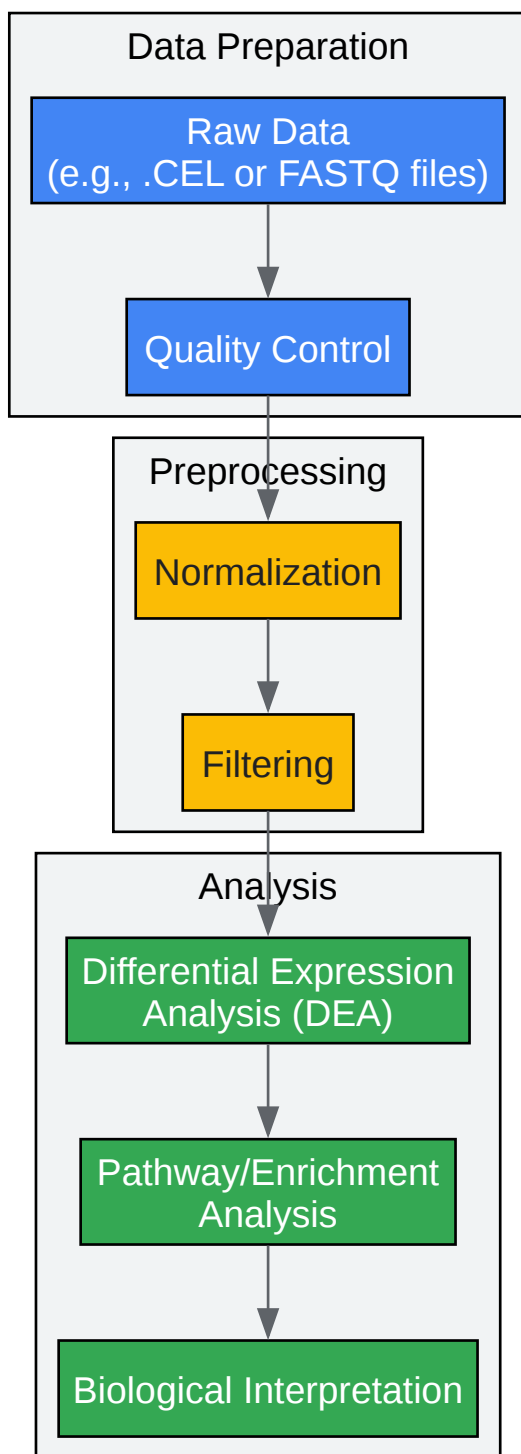 Data Preparation
Raw Data
(e.g., .CEL or FASTQ files)
Quality Control
Preprocessing
Normalization
Filtering
Analysis
Differential Expression
Analysis (DEA)
Pathway/Enrichment
Analysis
Biological Interpretation